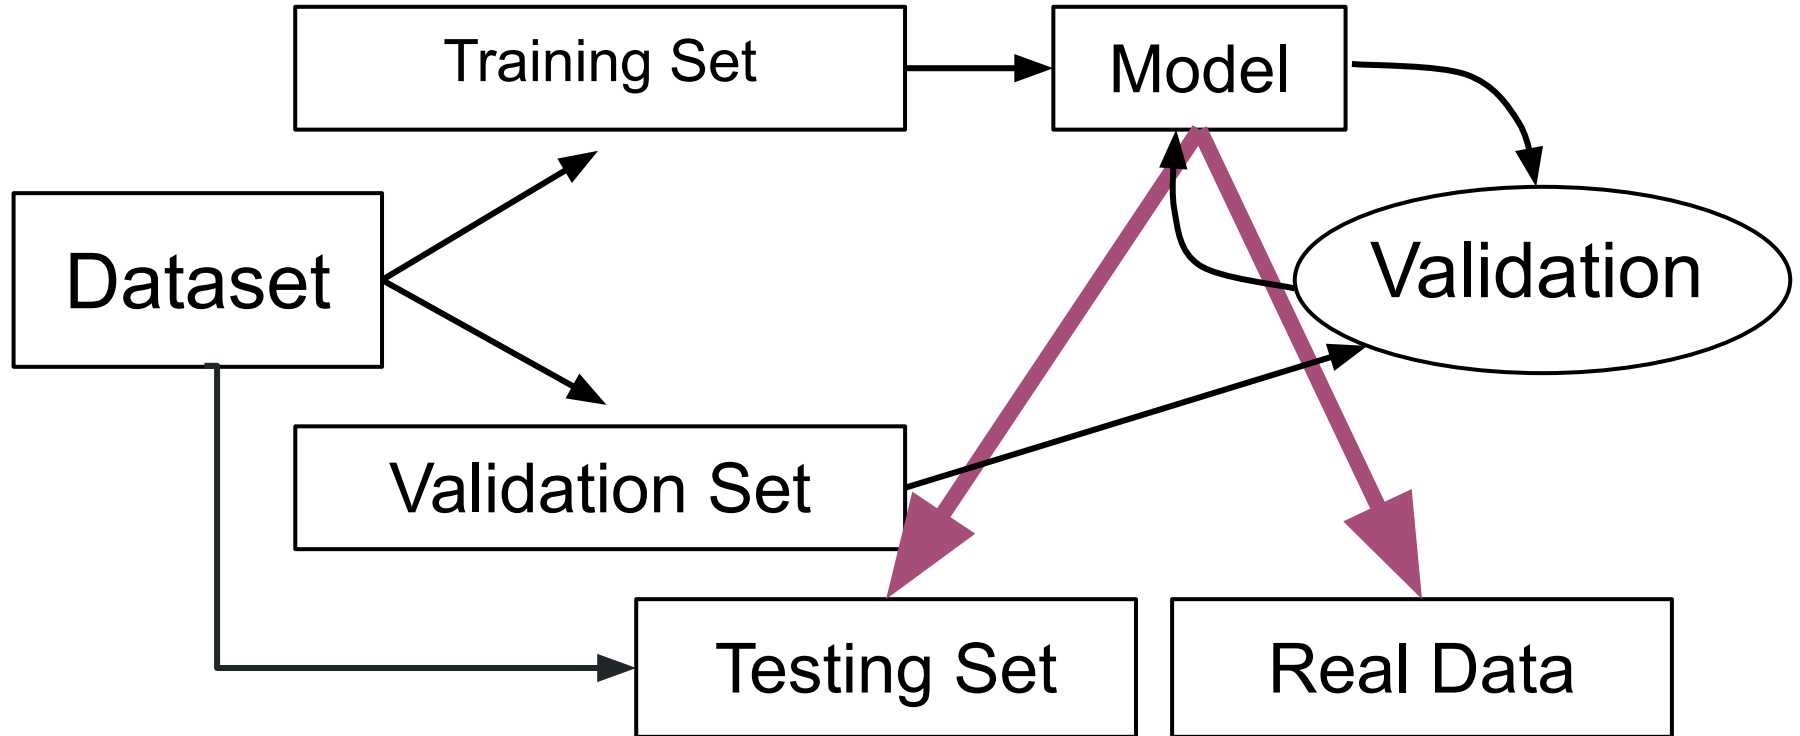 Training Set
Model
Dataset
Validation
Validation Set
Testing Set
Real Data